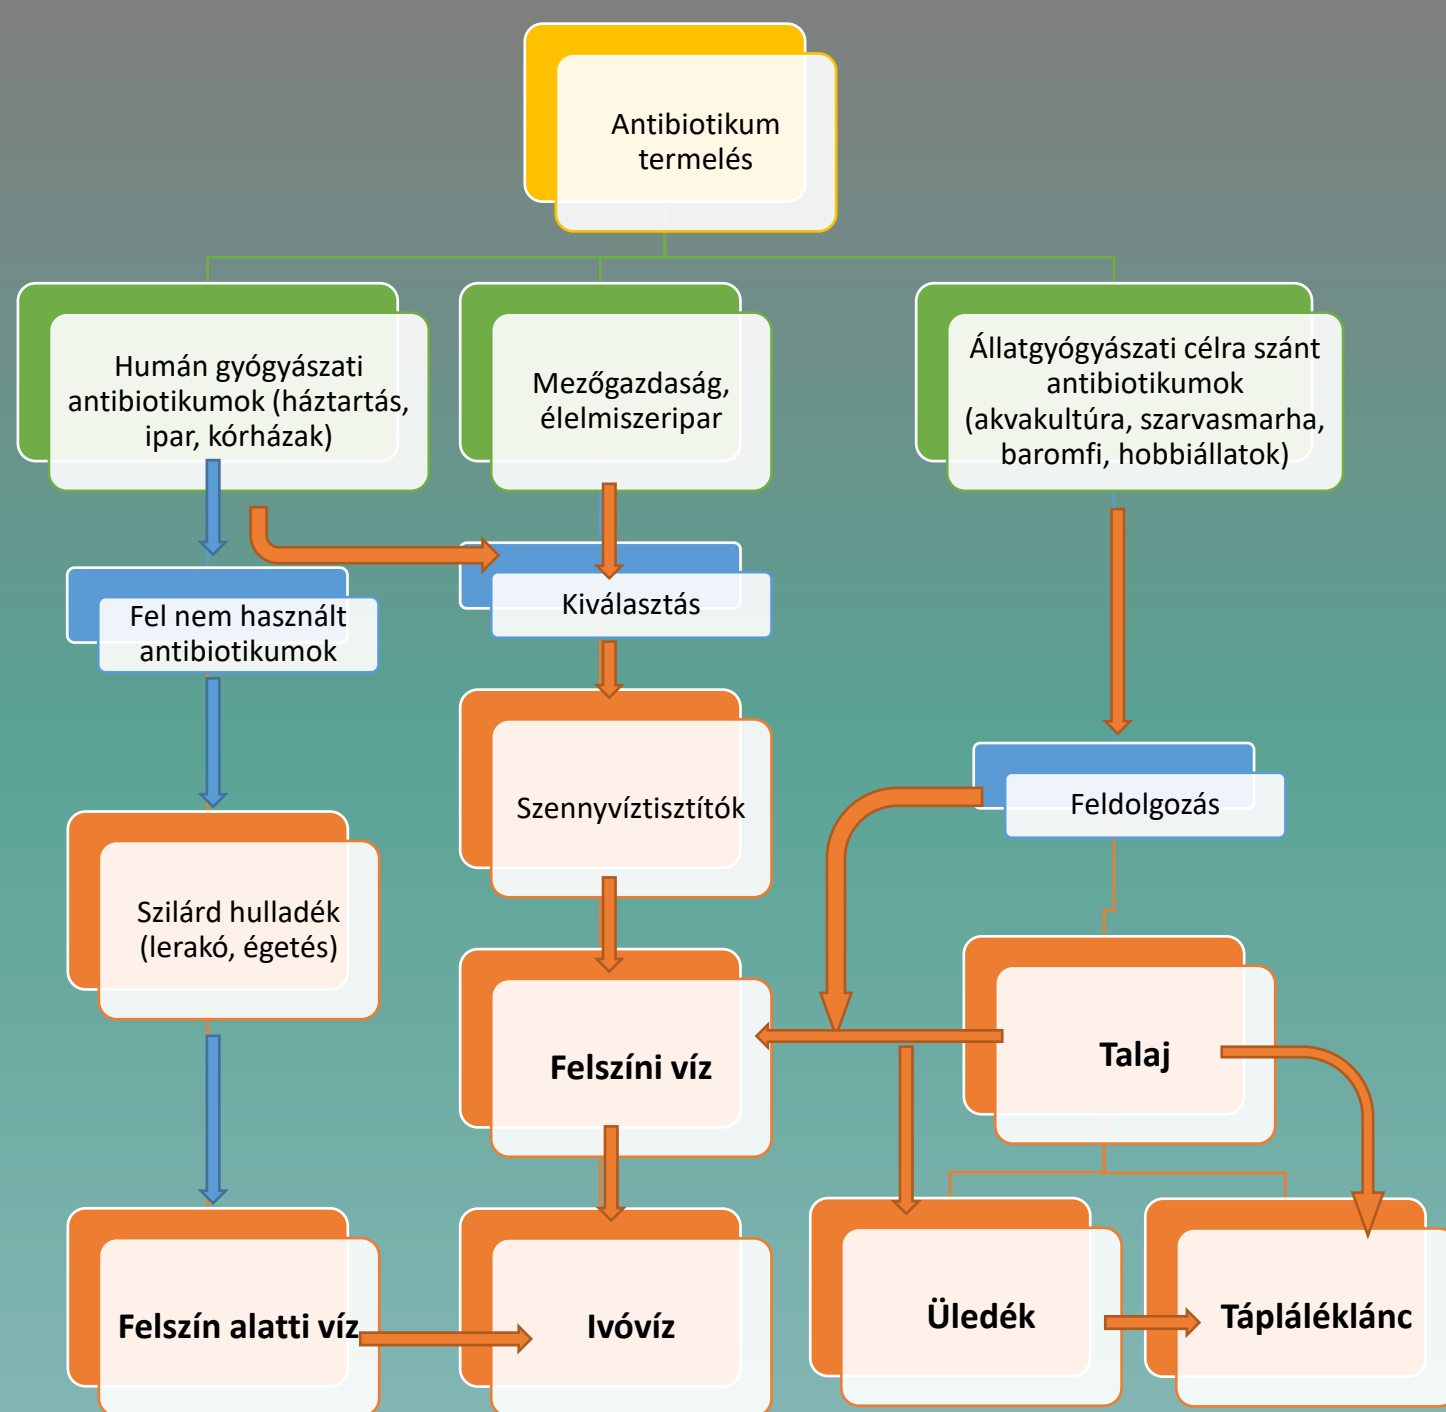 Antibiotikum
termelés
Humán gyógyászati
antibiotikumok (háztartás,
ipar, kórházak)
Mezőgazdaság,
élelmiszeripar
Állatgyógyászati célra szánt
antibiotikumok
(akvakultúra, szarvasmarha,
baromfi, hobbiállatok)
Fel nem használt
antibiotikumok
Kiválasztás
Szennyvíztisztítók
Feldolgozás
Szilárd hulladék
(lerakó, égetés)
Felszíni víz
Talaj
Felszín alatti víz
Ivóvíz
Üledék
Tápláléklánc